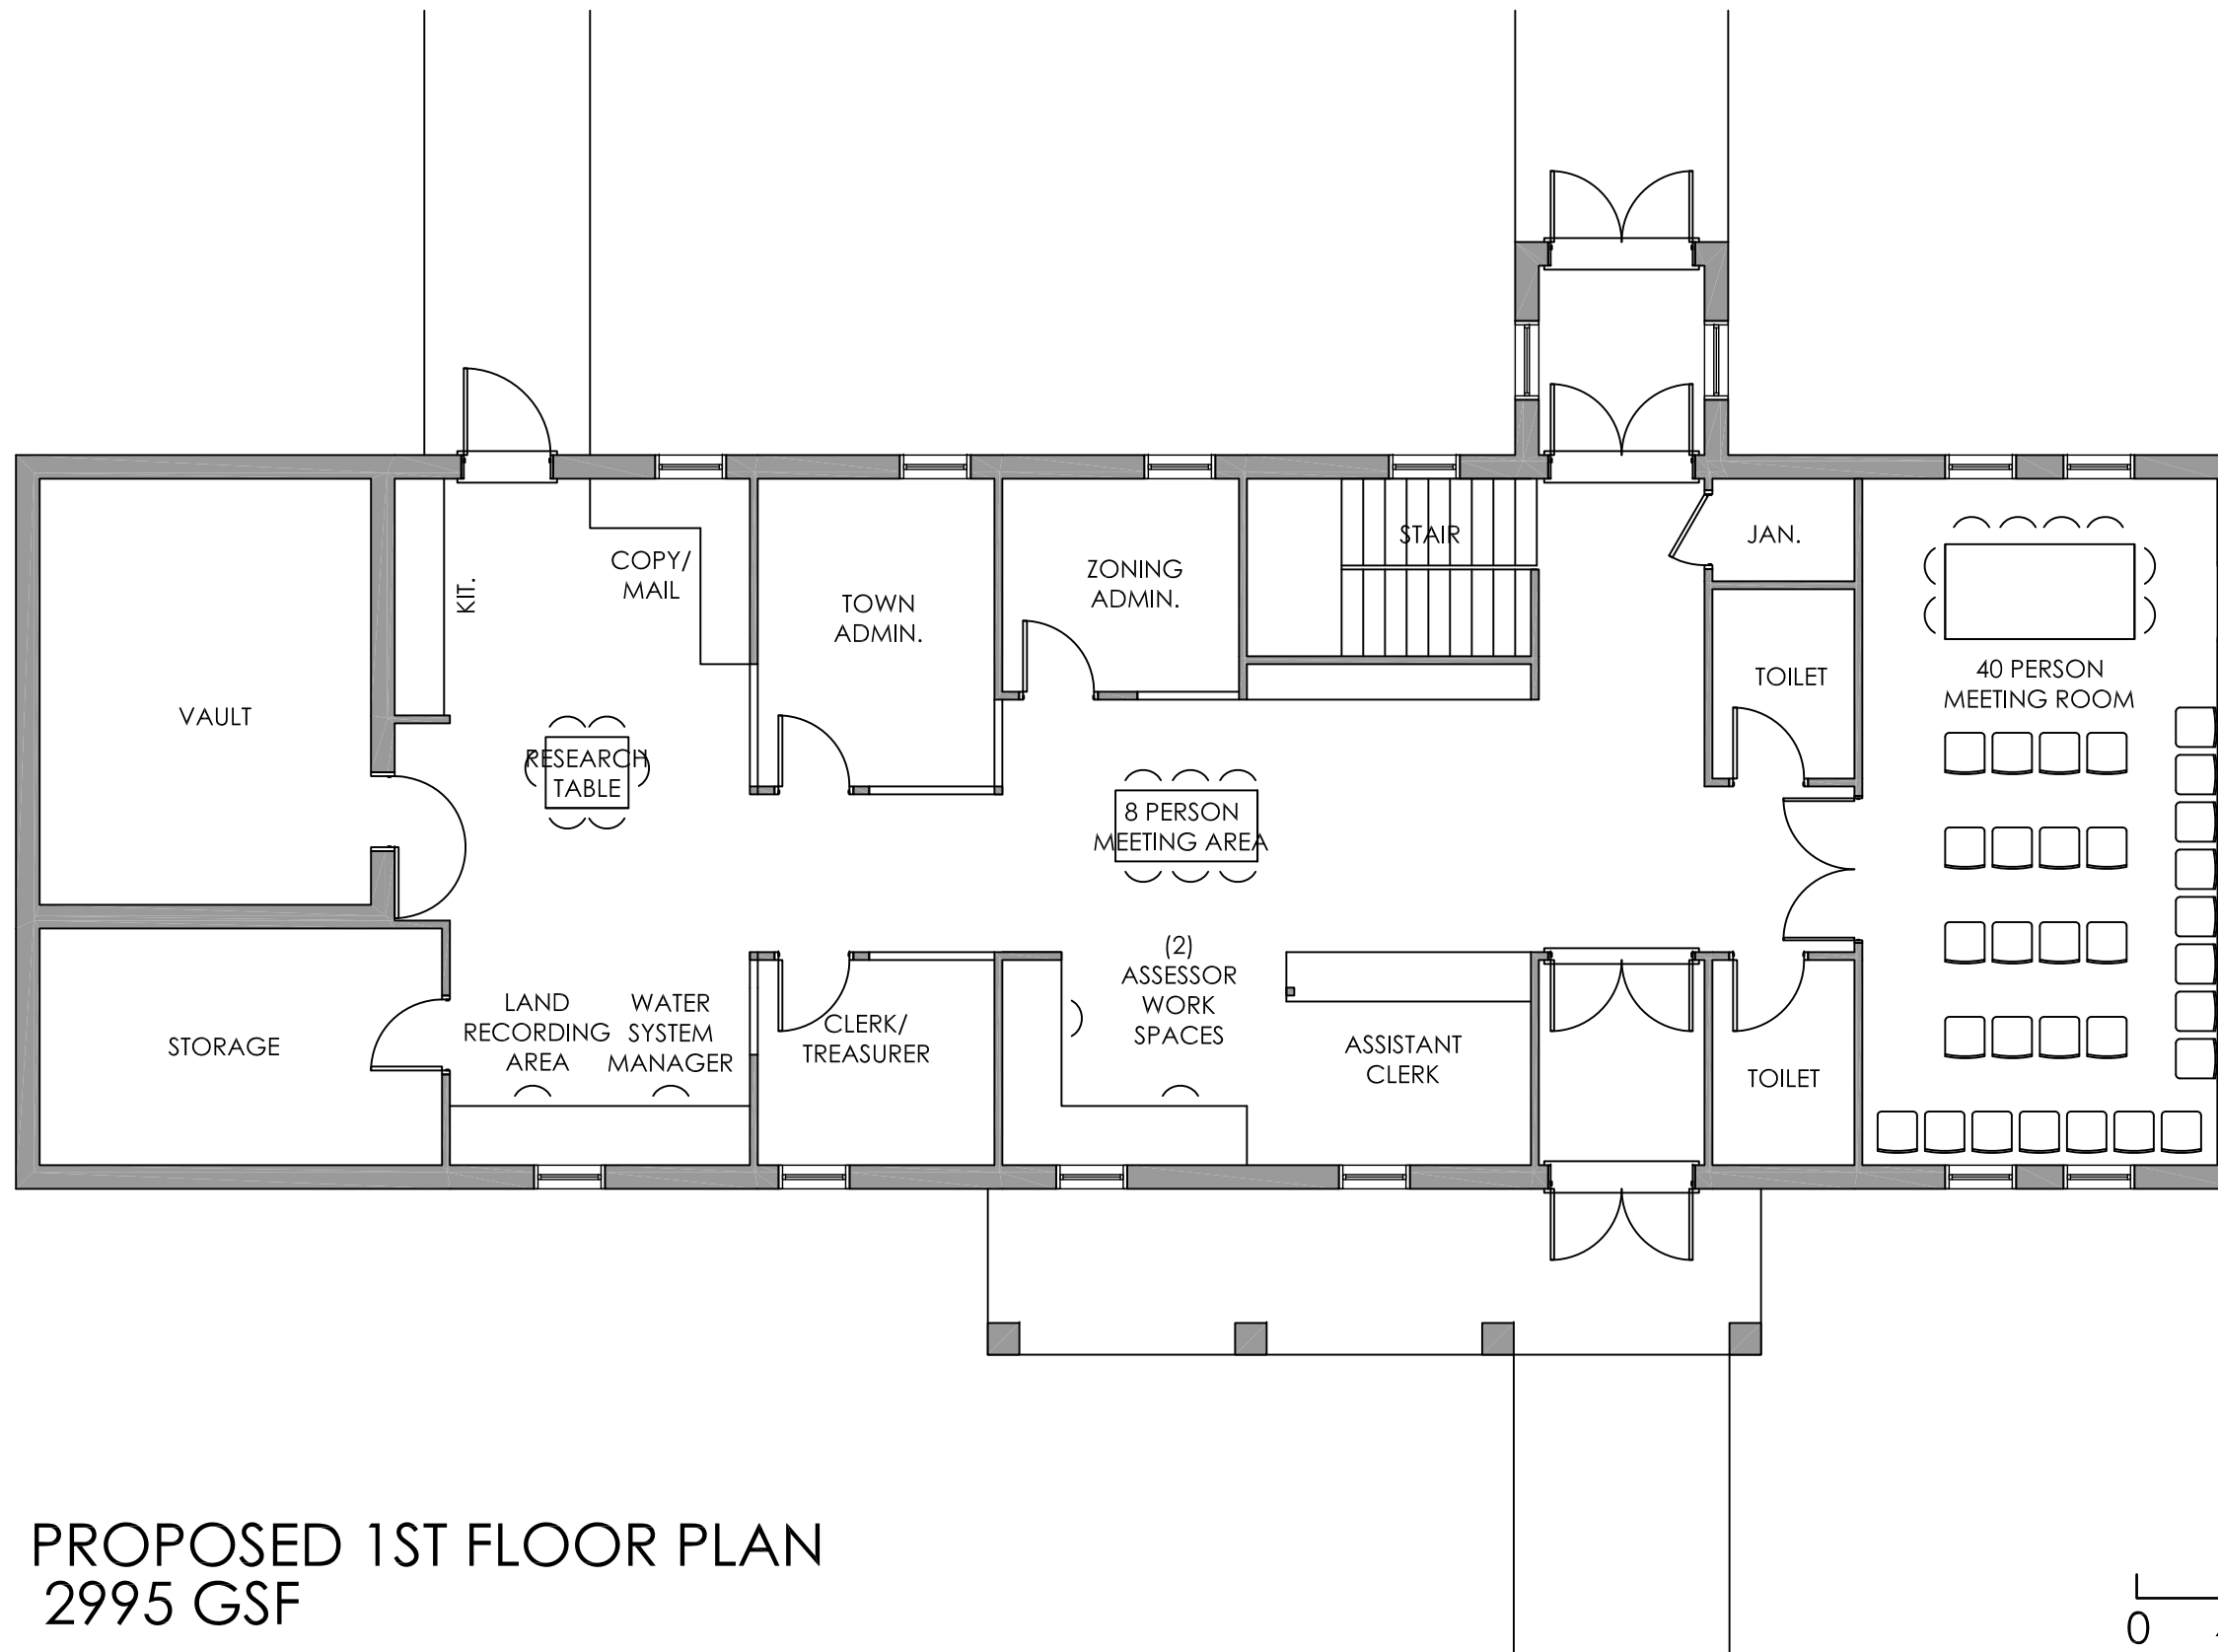 STAIR
JAN.
COPY/
MAIL
KIT.
ZONING
ADMIN.
TOWN
ADMIN.
TOILET
40 PERSON
MEETING ROOM
VAULT
RESEARCH
TABLE
8 PERSON
MEETING AREA
(2)
ASSESSOR
WORK
SPACES
LAND
RECORDING
AREA
WATER
SYSTEM
MANAGER
CLERK/
TREASURER
STORAGE
ASSISTANT
CLERK
TOILET
PROPOSED 1ST FLOOR PLAN
2995 GSF
0